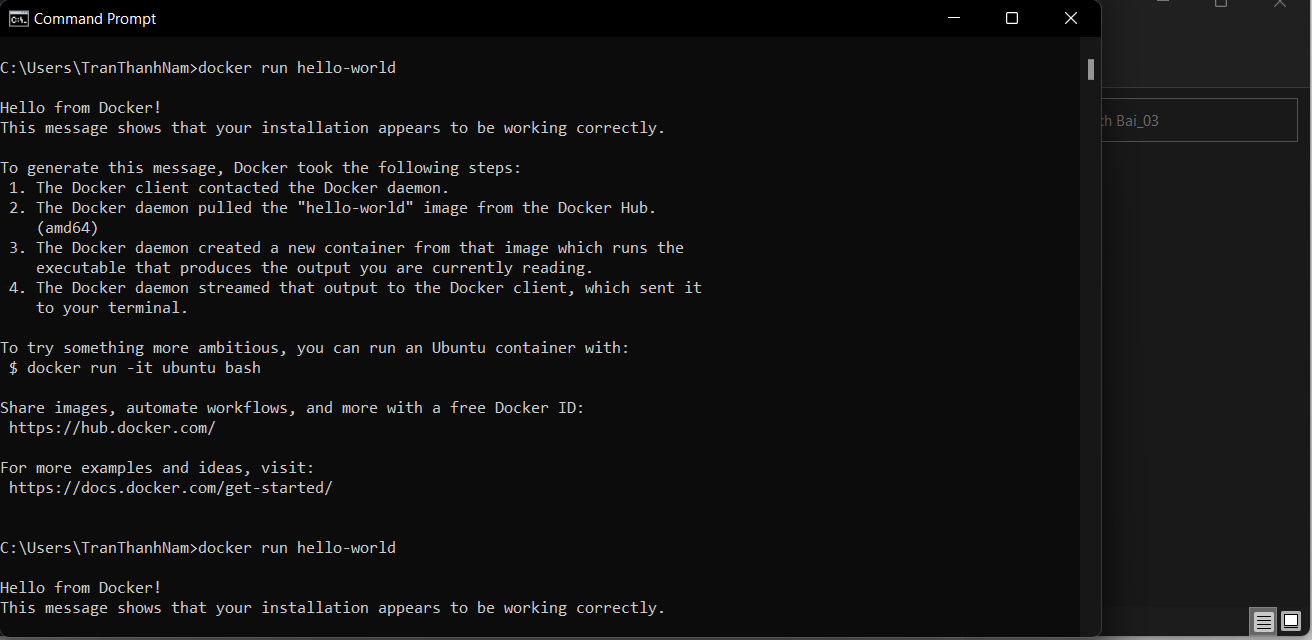 Command Prompt
C:\Users\TranThanhNam>docker run hello-world
Hello from Docker!
This message shows that your installation appears to be working correctly.
To generate this message, Docker took the following steps:
1. The Docker client contacted the Docker daemon.
2. The Docker daemon pulled the "hello-world" image from the Docker Hub.
(amd64)
3. The Docker daemon created a new container from that image which runs the
executable that produces the output you are currently reading.
4. The Docker daemon streamed that output to the Docker client, which sent it
to your terminal.
To try something more ambitious, you can run an Ubuntu container with:
$ docker run -it ubuntu bash
Share images, automate workflows, and more with a free Docker ID:
https://hub.docker.com/
For more examples and ideas, visit:
https://docs.docker.com/get-started/
C:\Users\TranThanhNam>docker run hello-world
Hello from Docker!
This message shows that your installation appears to be working correctly.
Bai_03